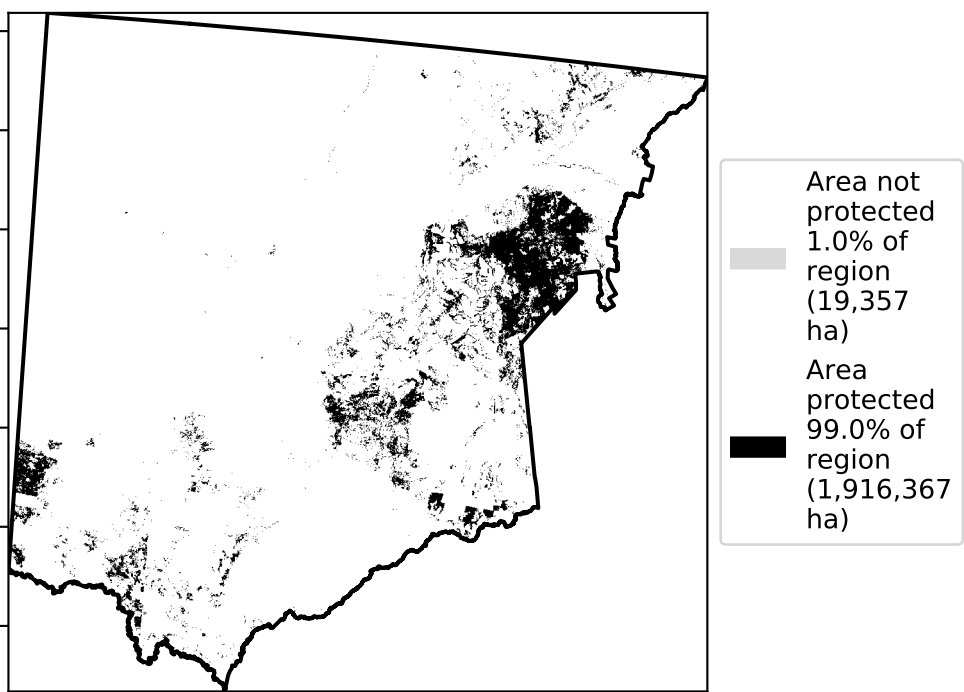 Area not
protected
1.0% of
region
(19,357
ha)
Area
protected
99.0% of
region
(1,916,367
ha)